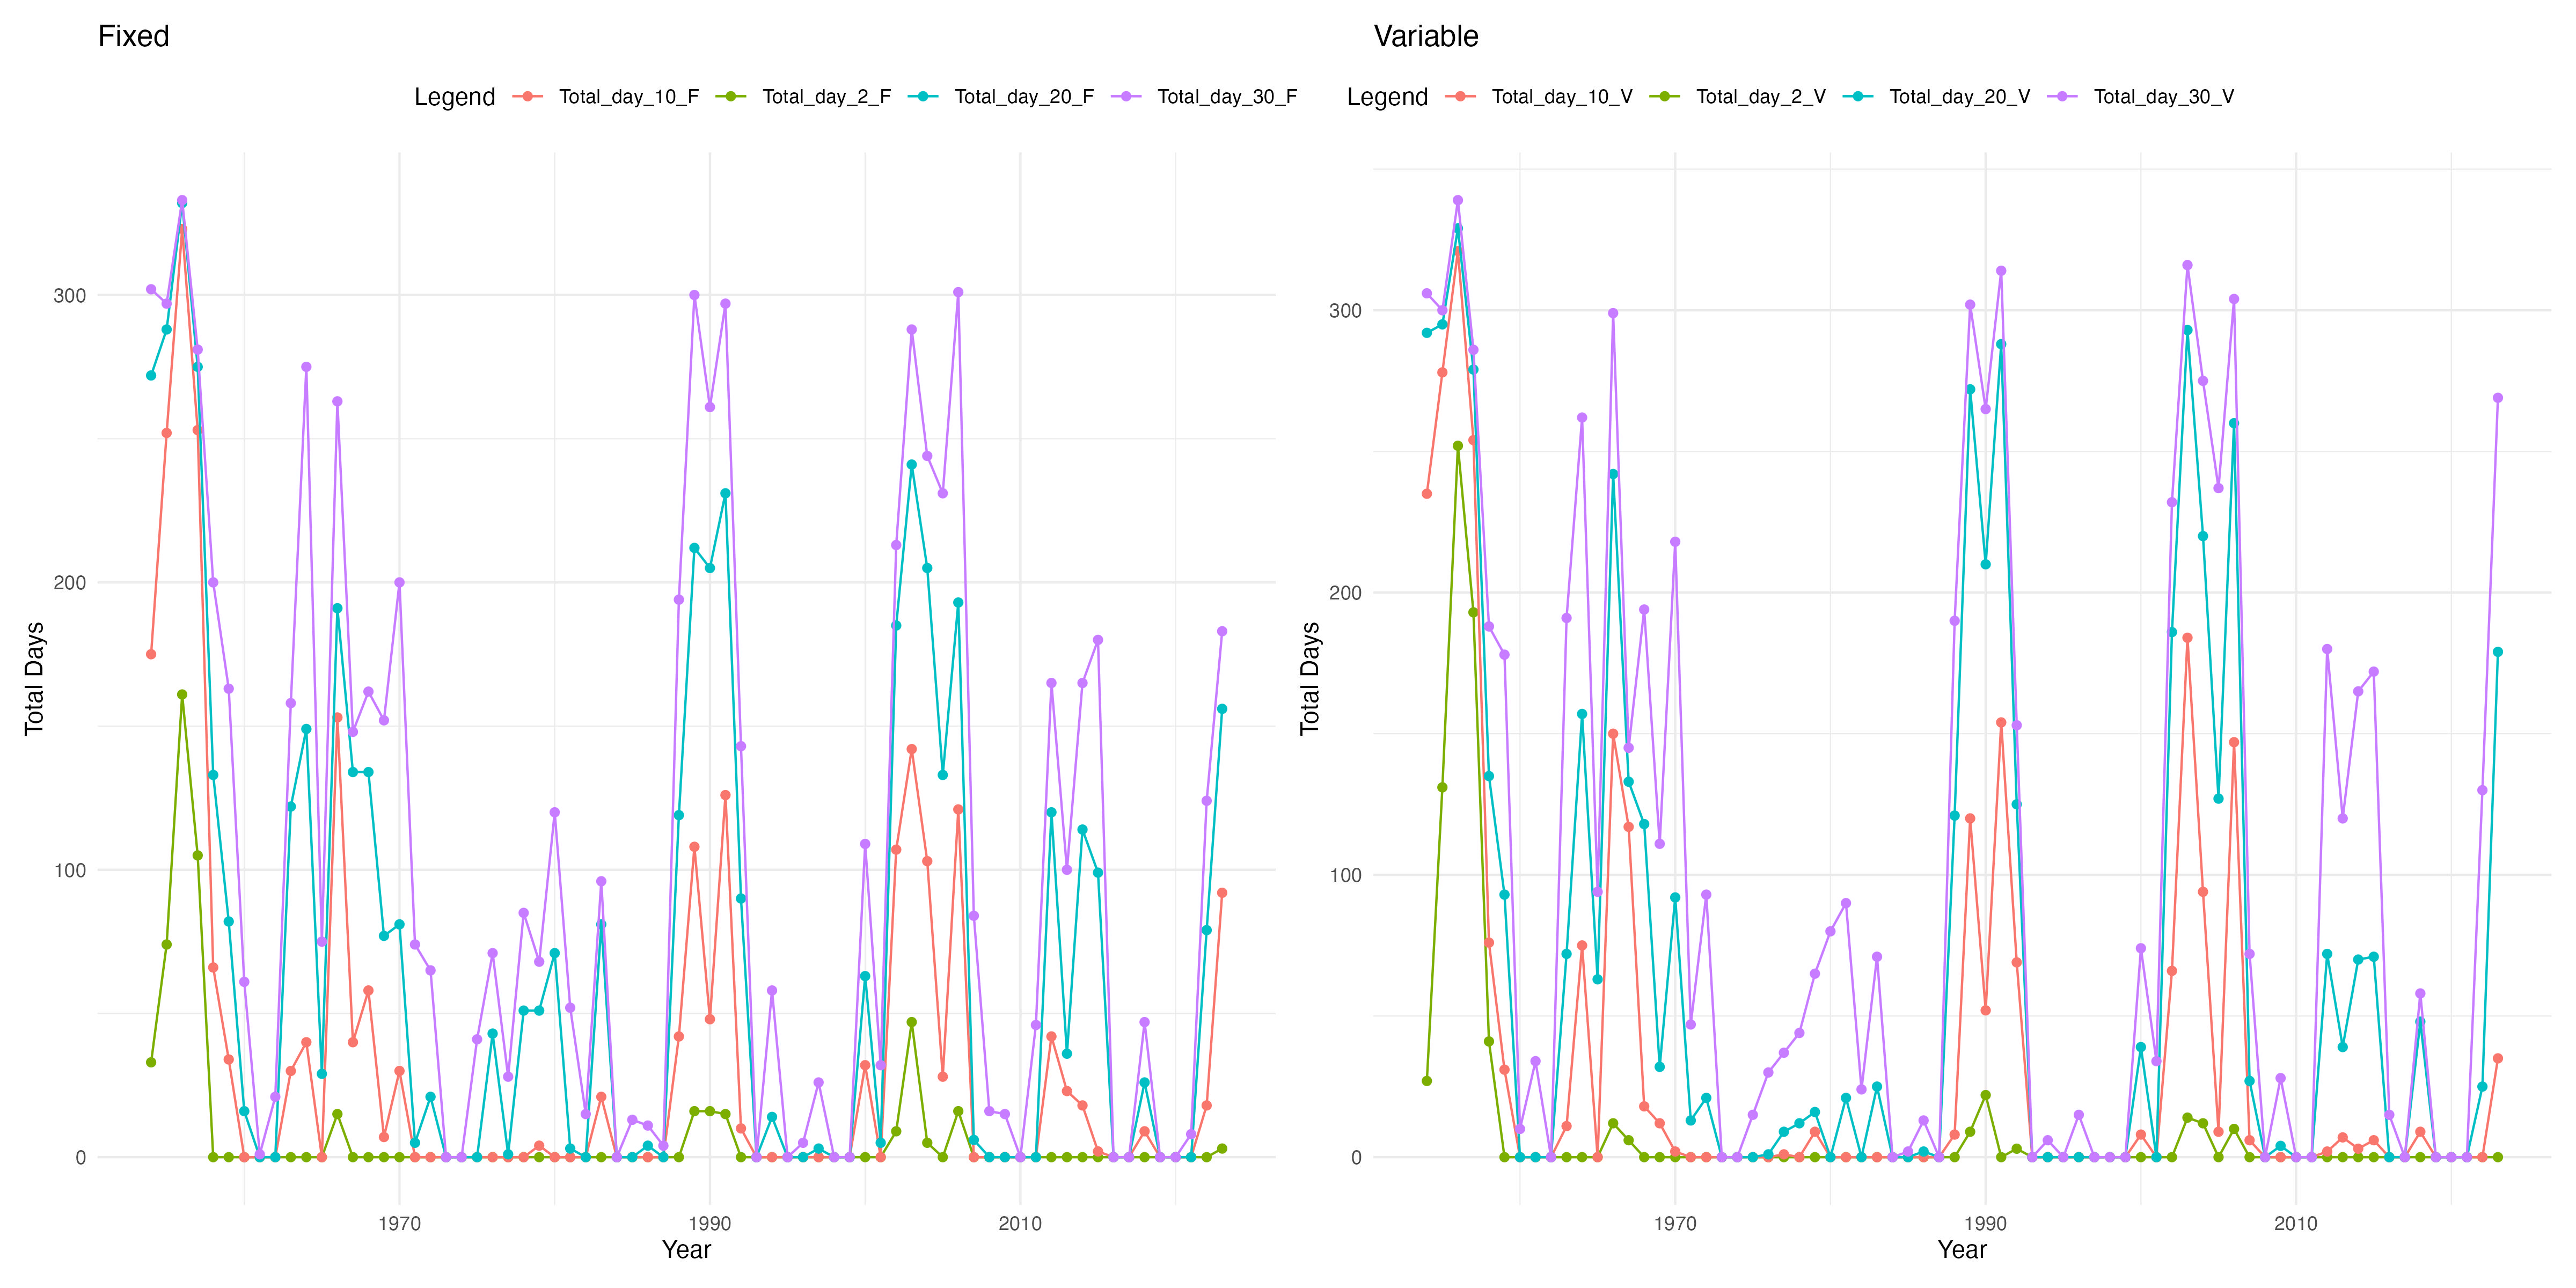 Fixed
Legend Total_day_10_F Total_day_2_F Total_day_20_F Total_day_30_F
Total Days
300
200
100
0
1970 1990 2010
Year
Variable
Legend Total_day_10_V Total_day_2_V Total_day_20_V Total_day_30_V
Total Days
300
200
100
0
1970 1990 2010
Year